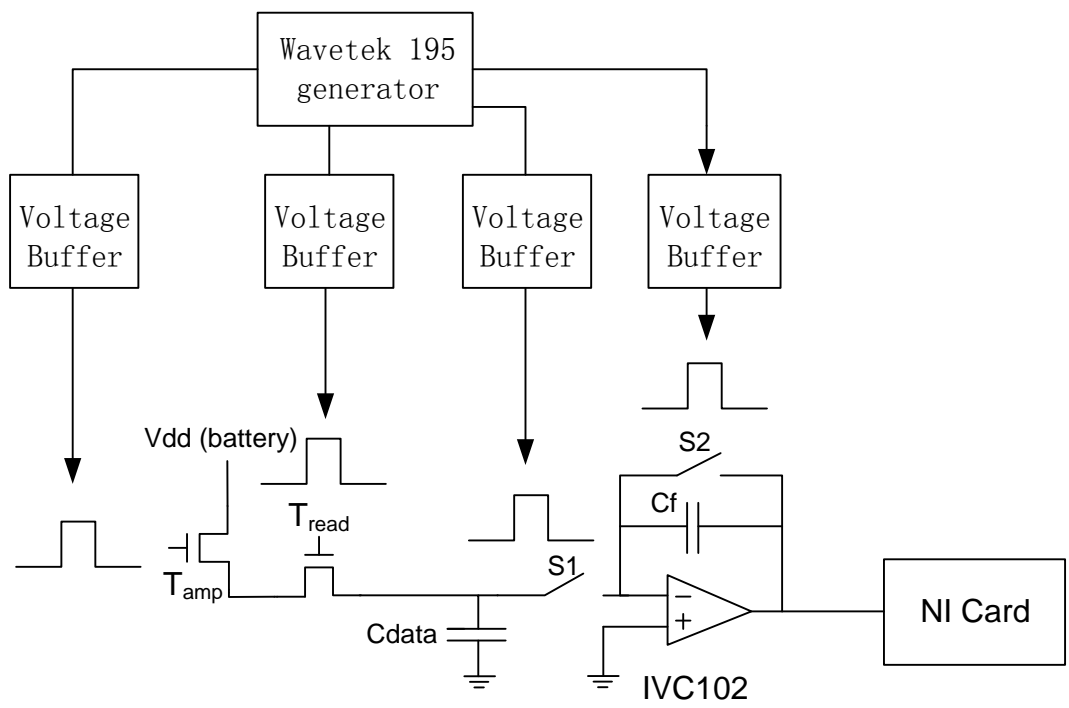 Wavetek 195
generator
Voltage
Buffer
Voltage
Buffer
Voltage
Buffer
Voltage
Buffer
Vdd (battery)
S2
Cf
Tread
S1
Tamp
Cdata
NI Card
IVC102